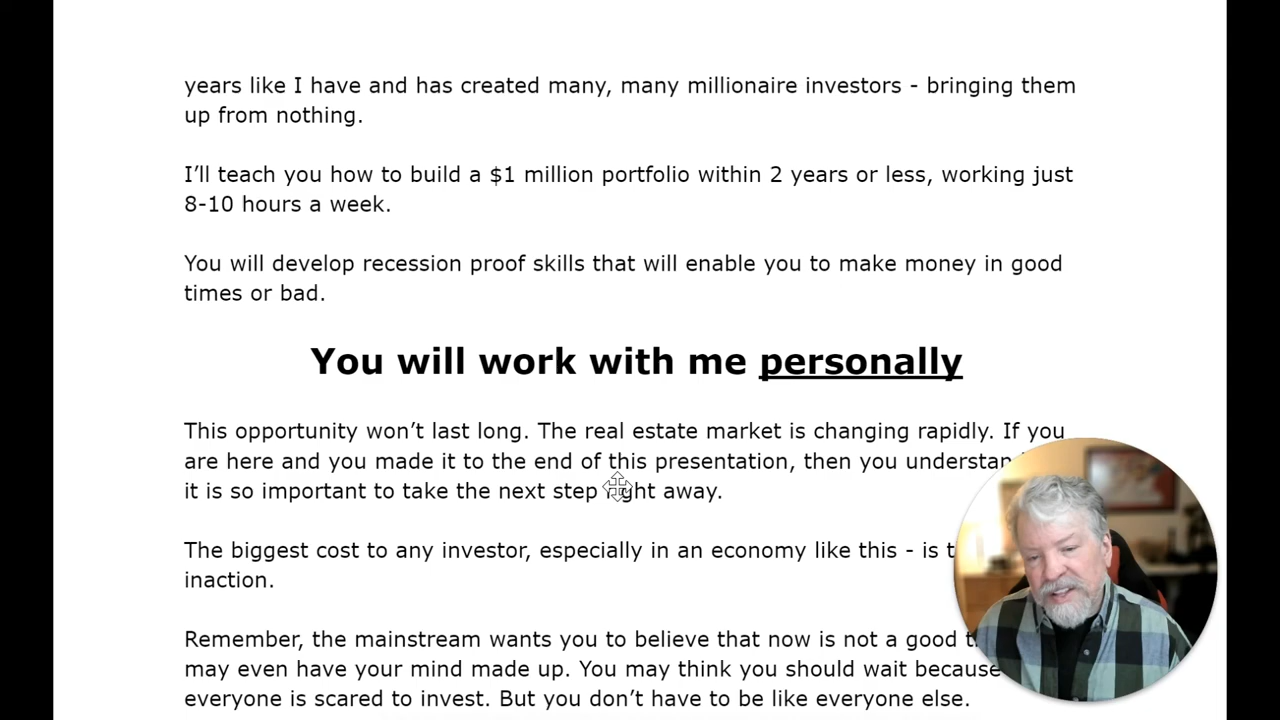 years like I have and has created many, many millionaire investors - bringing them
up from nothing.
I’ll teach you how to build a $1 million portfolio within 2 years or less, working just
8-10 hours a week.
You will develop recession proof skills that will enable you to make money in good
times or bad.
You will work with me personally
This opportunity won’t last long. The real estate market is changing rapidly. If you
are here and you made it to the end of this presentation, then you
it is so important to take the next step right away.
The biggest cost to any investor, especially in an economy like this - is
inaction.
Remember, the mainstream wants you to believe that now is not a good
may even have your mind made up. You may think you should wait because
everyone is scared to invest. But you don’t have to be like everyone else.